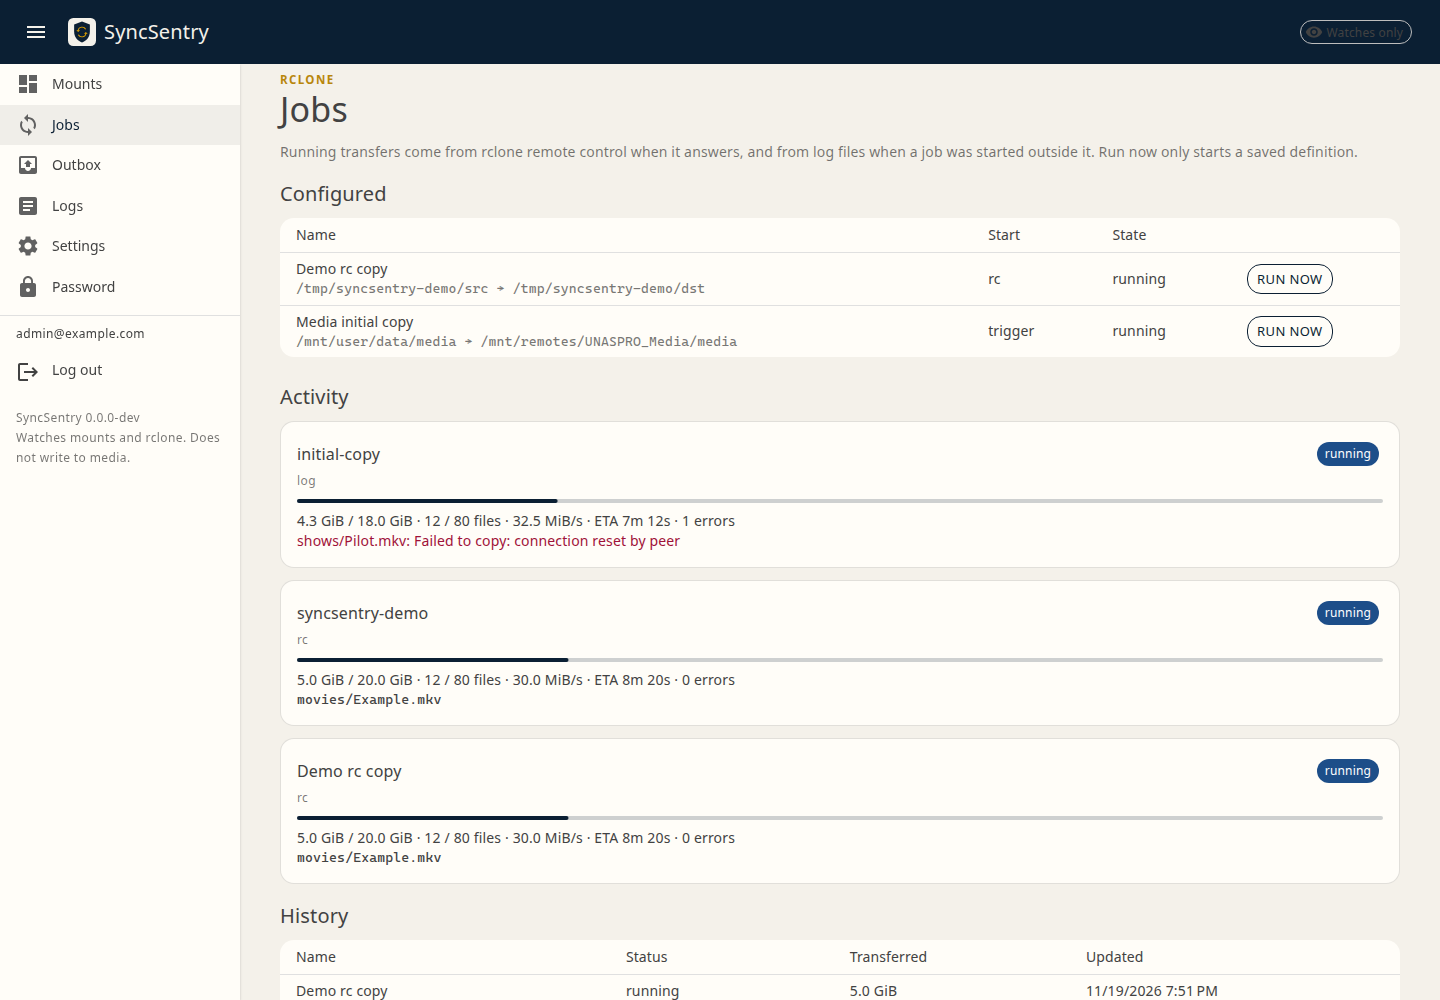 SyncSentry
Watches only
Mounts
Jobs
Outbox
Logs
Settings
Password
admin@example.com
Log out
SyncSentry 0.0.0-dev
Watches mounts and rclone. Does
not write to media.
RCLONE
Jobs
Running transfers come from rclone remote control when it answers, and from log files when a job was started outside it. Run now only starts a saved definition.
Configured
Name Start State
Demo rc copy
/tmp/syncsentry-demo/src → /tmp/syncsentry-demo/dst
rc running RUN NOW
Media initial copy
/mnt/user/data/media → /mnt/remotes/UNASPRO_Media/media
trigger running RUN NOW
Activity
initial-copy running
log
4.3 GiB / 18.0 GiB · 12 / 80 files · 32.5 MiB/s · ETA 7m 12s · 1 errors
shows/Pilot.mkv: Failed to copy: connection reset by peer
syncsentry-demo running
rc
5.0 GiB / 20.0 GiB · 12 / 80 files · 30.0 MiB/s · ETA 8m 20s · 0 errors
movies/Example.mkv
Demo rc copy running
rc
5.0 GiB / 20.0 GiB · 12 / 80 files · 30.0 MiB/s · ETA 8m 20s · 0 errors
movies/Example.mkv
History
Name Status Transferred Updated
Demo rc copy running 5.0 GiB 11/19/2026 7:51 PM